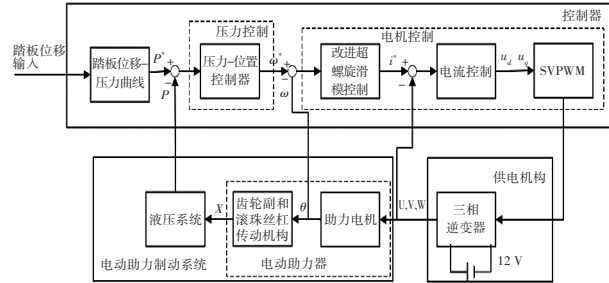 控制器
踏板位移
输入
压力控制
电机控制
踏板位移-
压力曲线
P*
+
-
P
压力-位置
控制器
ω*
+
-
ω
改进超
螺旋滑
模控制
i*
+
-
电流控制
u_d u_q
SVPWM
供电机构
液压系统
X
齿轮副和
滚珠丝杠
传动机构
θ
助力电机
U,V,W
三相
逆变器
12 V
电动助力制动系统
电动助力器